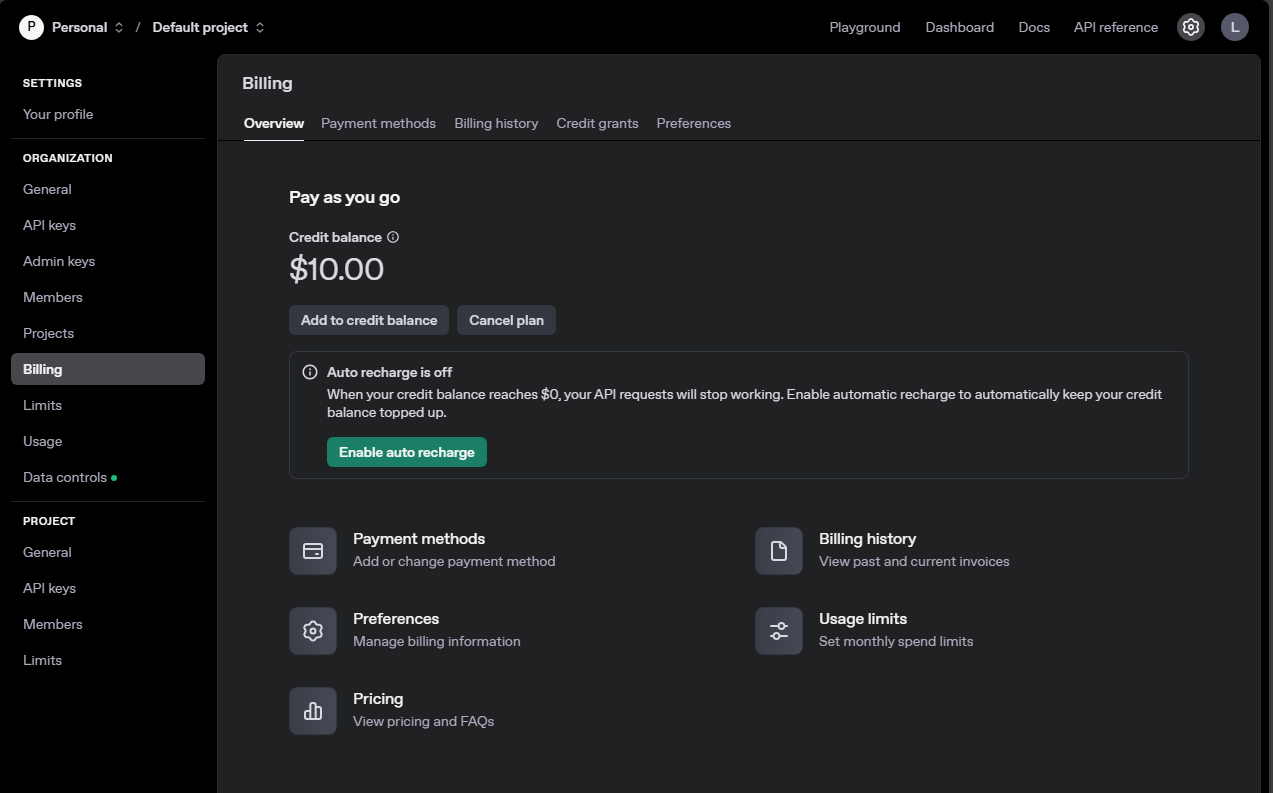 P Personal / Default project
Playground Dashboard Docs API reference L
SETTINGS
Your profile
ORGANIZATION
General
API keys
Admin keys
Members
Projects
Billing
Limits
Usage
Data controls
PROJECT
General
API keys
Members
Limits
Billing
Overview Payment methods Billing history Credit grants Preferences
Pay as you go
Credit balance
$10.00
Add to credit balance Cancel plan
Auto recharge is off
When your credit balance reaches $0, your API requests will stop working. Enable automatic recharge to automatically keep your credit
balance topped up.
Enable auto recharge
Payment methods
Add or change payment method
Billing history
View past and current invoices
Preferences
Manage billing information
Usage limits
Set monthly spend limits
Pricing
View pricing and FAQs